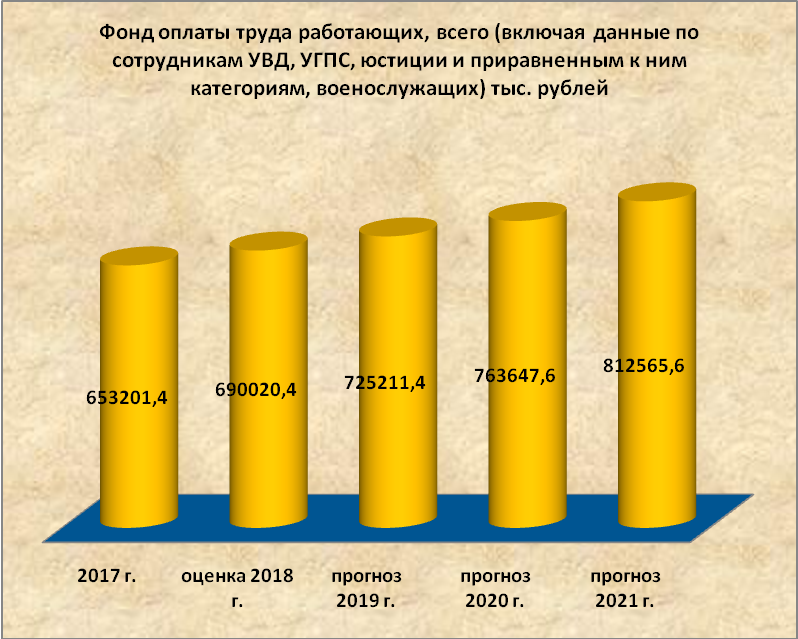 Фонд оплаты труда работающих, всего (включая данные по
сотрудникам УВД, УГПС, юстиции и приравненным к ним
категориям, военослужащих) тыс. рублей
653201,4
690020,4
725211,4
763647,6
812565,6
2017 г.
оценка 2018
г.
прогноз
2019 г.
прогноз
2020 г.
прогноз
2021 г.